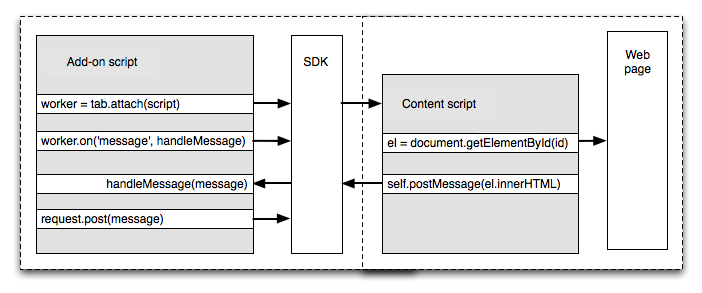 Add-on script
worker = tab.attach(script)
worker.on('message', handleMessage)
handleMessage(message)
request.post(message)
SDK
Content script
el = document.getElementById(id)
self.postMessage(el.innerHTML)
Web
page